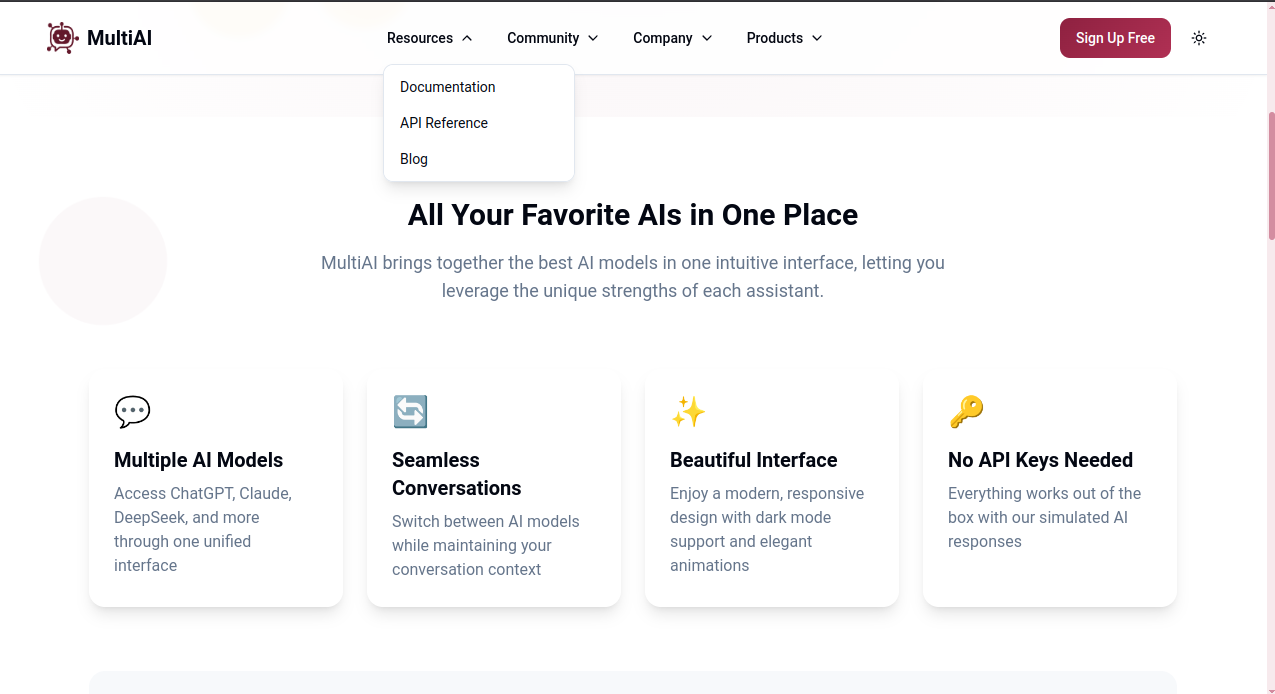 MultiAI
Resources
Community
Company
Products
Sign Up Free
Documentation
API Reference
Blog
All Your Favorite AIs in One Place
MultiAI brings together the best AI models in one intuitive interface, letting you
leverage the unique strengths of each assistant.
Multiple AI Models
Access ChatGPT, Claude,
DeepSeek, and more
through one unified
interface
Seamless
Conversations
Switch between AI models
while maintaining your
conversation context
Beautiful Interface
Enjoy a modern, responsive
design with dark mode
support and elegant
animations
No API Keys Needed
Everything works out of the
box with our simulated AI
responses